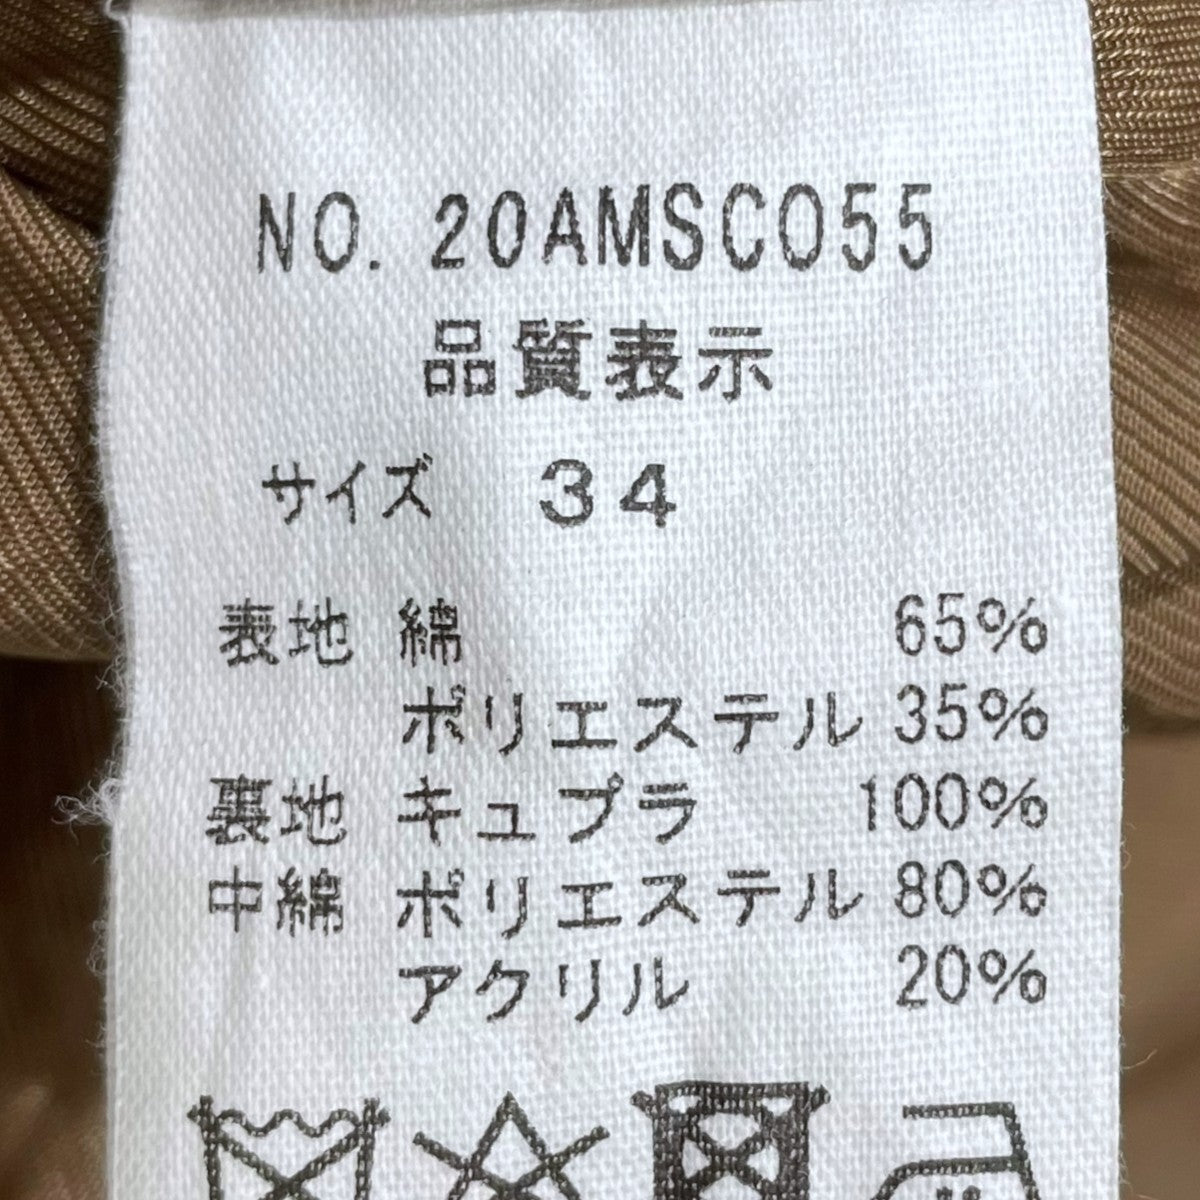 NO. 20AMSCO55
品質表示
サイズ 34
表地 綿 65%
ポリエステル 35%
裏地 キュプラ 100%
中綿 ポリエステル 80%
アクリル 20%